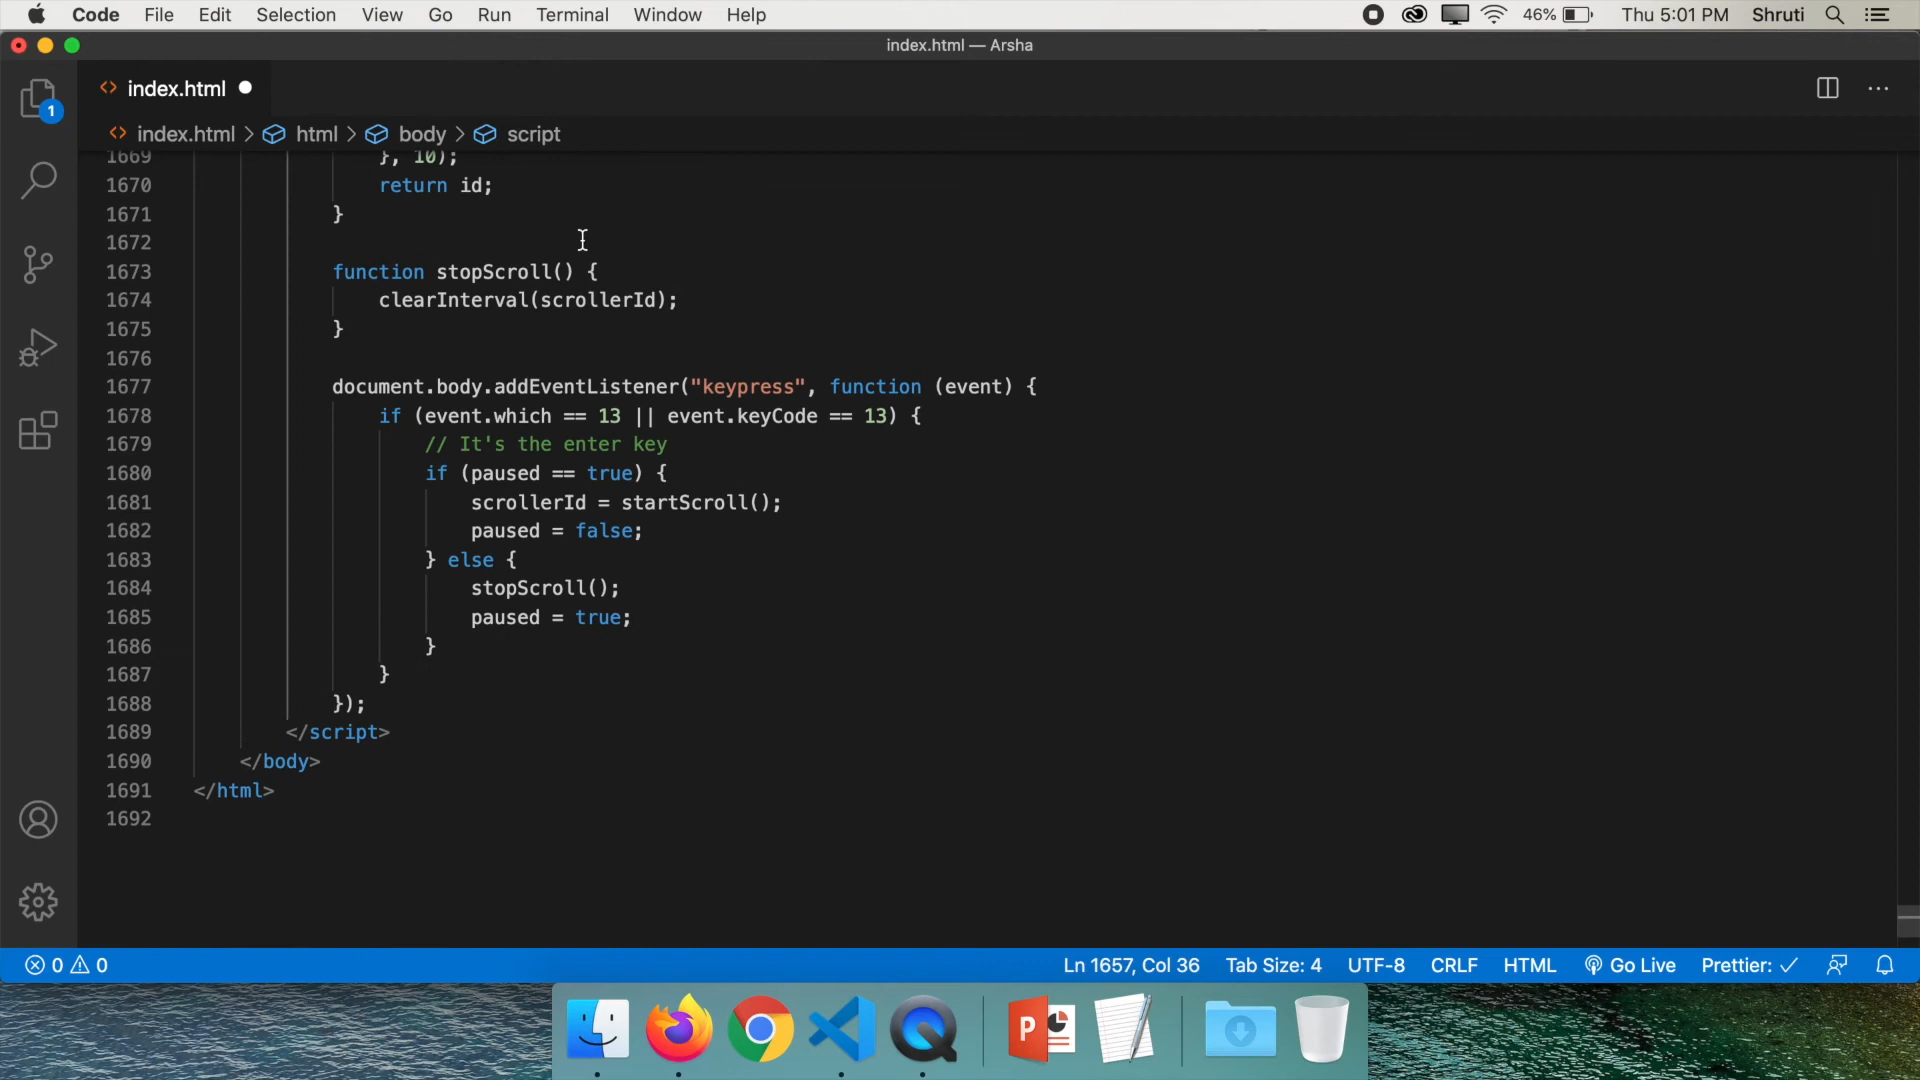 Code File Edit Selection View Go Run Terminal Window Help 46% Thu 5:01 PM Shruti
index.html — Arsha
index.html
1
index.html > html > body > script
1669 }, 10);
1670 return id;
1671 }
1672
1673 function stopScroll() {
1674 clearInterval(scrollerId);
1675 }
1676
1677 document.body.addEventListener("keypress", function (event) {
1678 if (event.which == 13 || event.keyCode == 13) {
1679 // It's the enter key
1680 if (paused == true) {
1681 scrollerId = startScroll();
1682 paused = false;
1683 } else {
1684 stopScroll();
1685 paused = true;
1686 }
1687 }
1688 });
1689 </script>
1690 </body>
1691 </html>
1692
0 0 Ln 1657, Col 36 Tab Size: 4 UTF-8 CRLF HTML Go Live Prettier: ✓
P